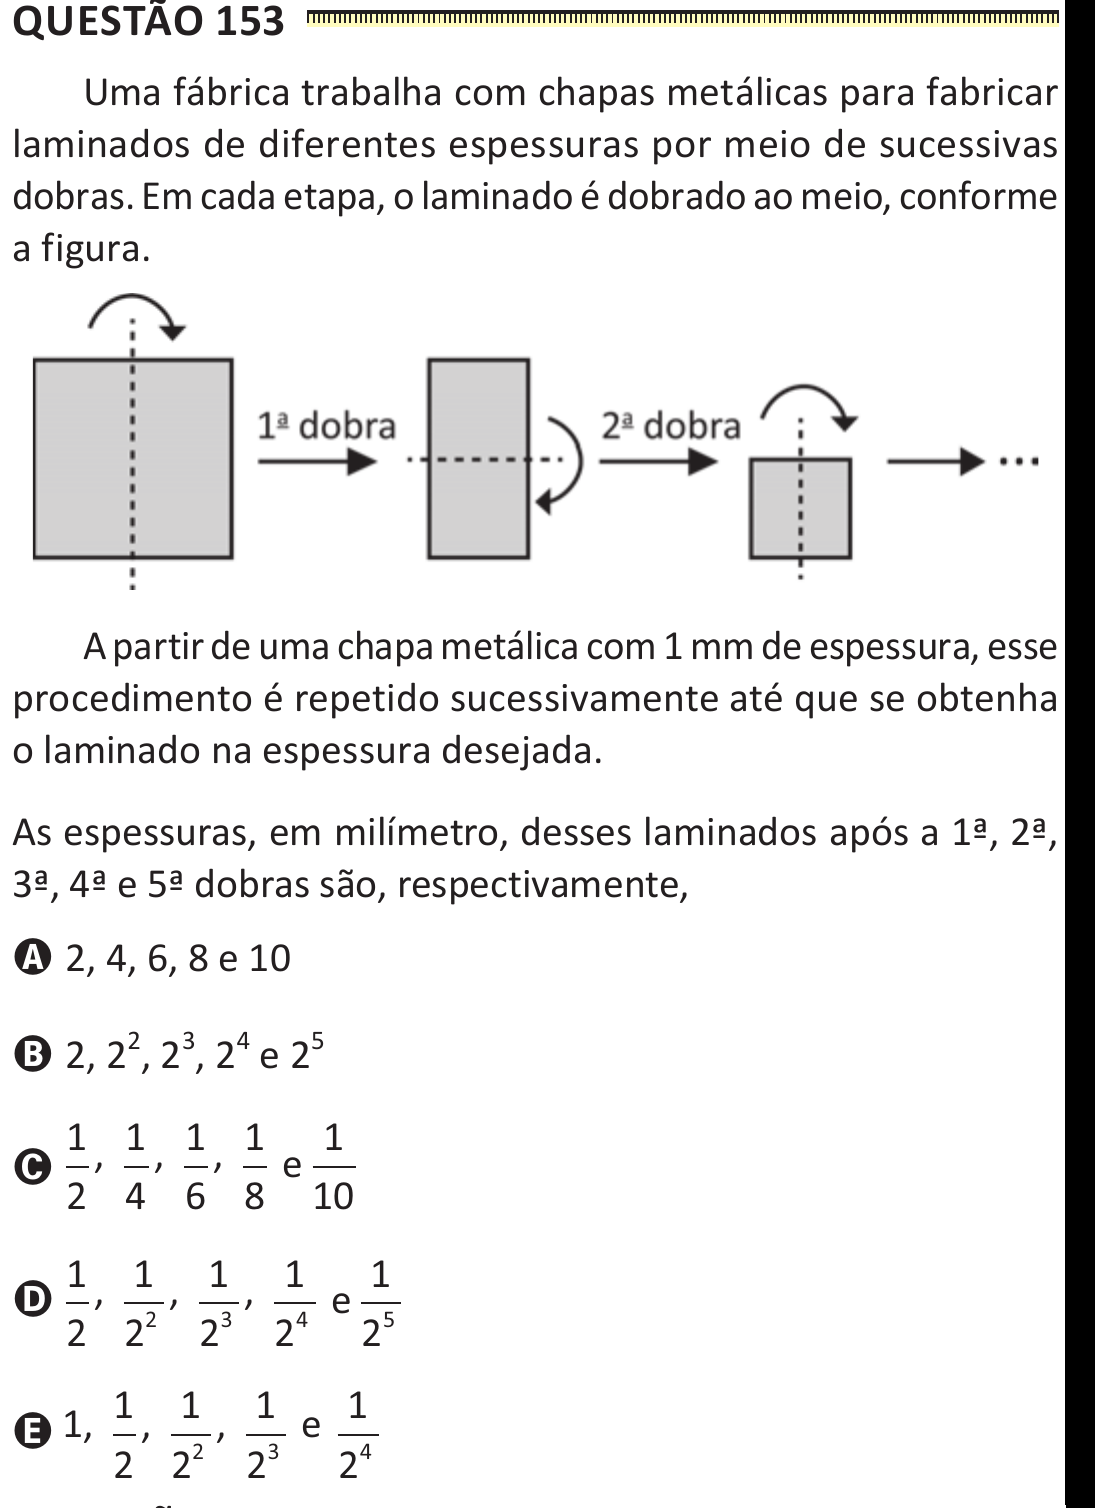 QUESTÃO 153
Uma fábrica trabalha com chapas metálicas para fabricar
laminados de diferentes espessuras por meio de sucessivas
dobras. Em cada etapa, o laminado é dobrado ao meio, conforme
a figura.
1ª dobra
2ª dobra
...
A partir de uma chapa metálica com 1 mm de espessura, esse
procedimento é repetido sucessivamente até que se obtenha
o laminado na espessura desejada.
As espessuras, em milímetro, desses laminados após a 1ª, 2ª,
3ª, 4ª e 5ª dobras são, respectivamente,
A 2, 4, 6, 8 e 10
B 2, 2², 2³, 2⁴ e 2⁵
C 1/2, 1/4, 1/6, 1/8 e 1/10
D 1/2, 1/2², 1/2³, 1/2⁴ e 1/2⁵
E 1, 1/2, 1/2², 1/2³ e 1/2⁴